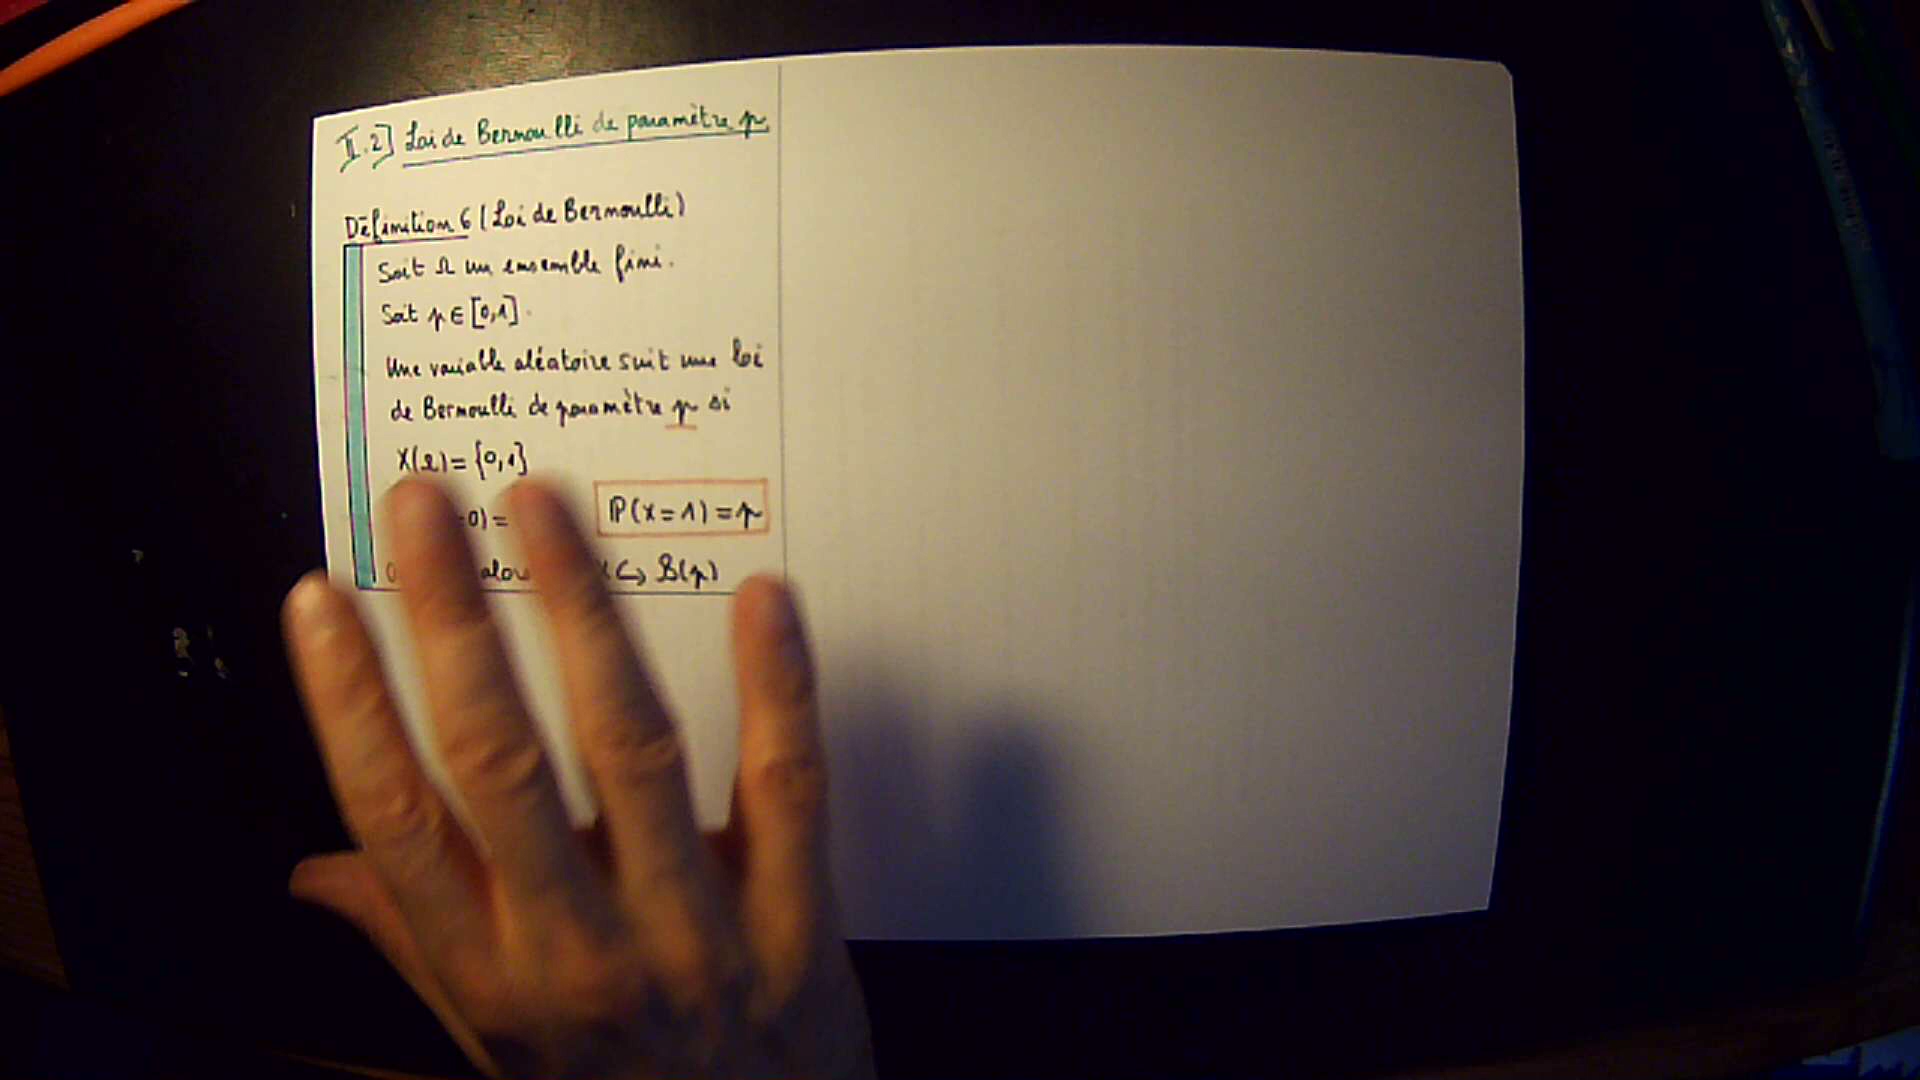 II.2] Loi de Bernoulli de paramètre p
Définition 6 (Loi de Bernoulli)
Soit Ω un ensemble fini.
Soit p ∈ [0,1].
Une variable aléatoire suit une loi
de Bernoulli de paramètre p si
X(Ω) = {0,1}
=0) = P(X=1) = p
↪ B(p)